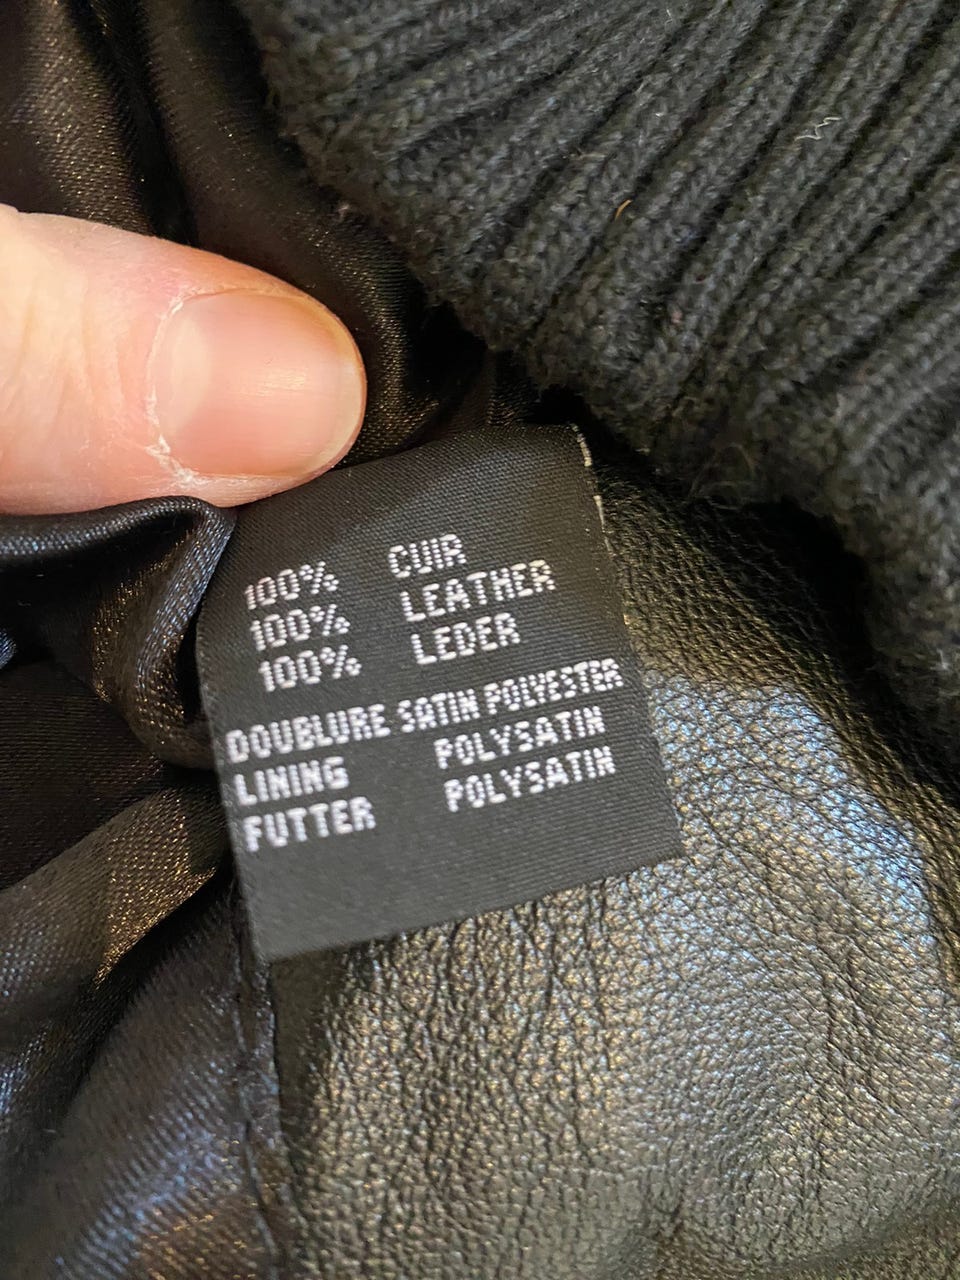 100% CUIR
100% LEATHER
100% LEDER
DOUBLURE SATIN POLYESTER
LINING POLYSATIN
FUTTER POLYSATIN